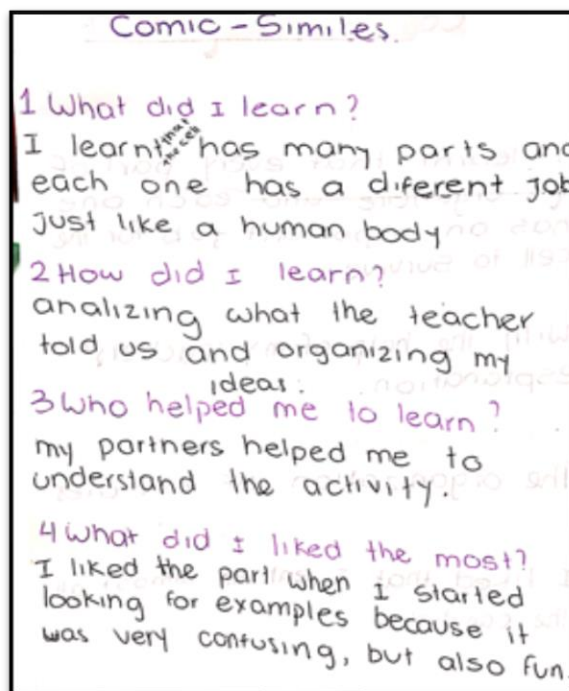 Comic - Similes.
1 What did I learn?
I learnt that the cell has many parts and
each one has a diferent job
just like a human body
2 How did I learn?
analizing what the teacher
told us and organizing my
ideas.
3 Who helped me to learn?
my partners helped me to
understand the activity.
4 What did I liked the most?
I liked the part when I started
looking for examples because it
was very confusing, but also fun.